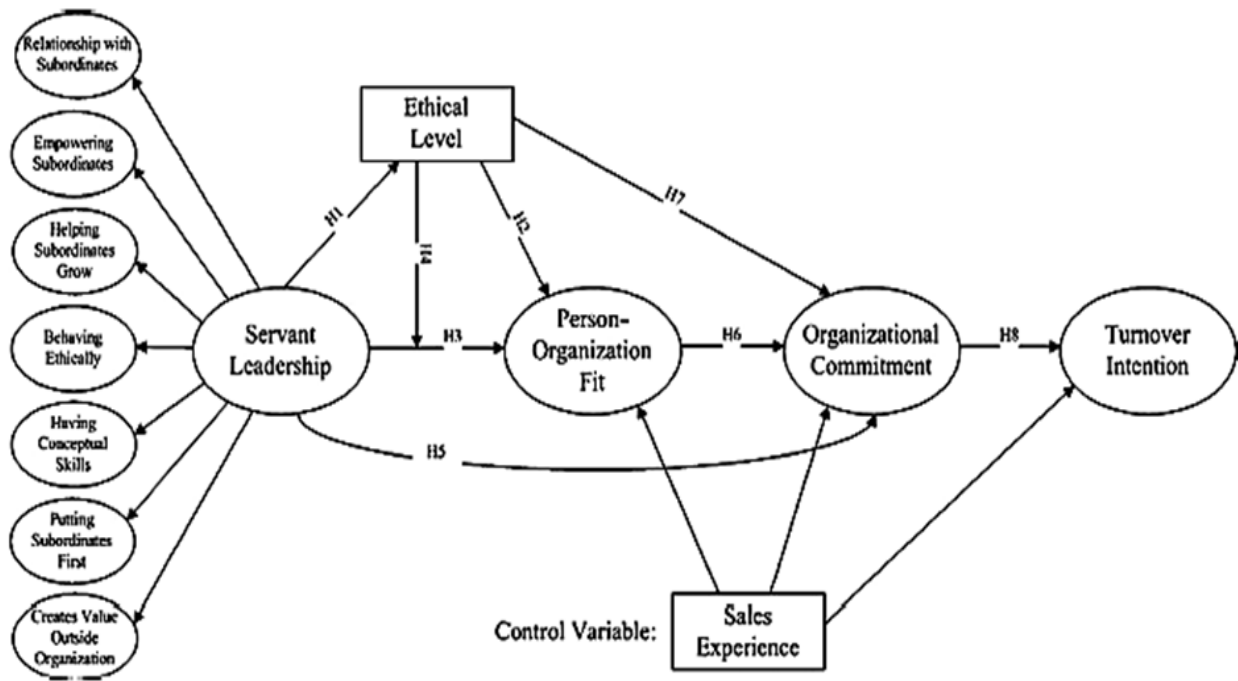 Relationship with
Subordinates
Empowering
Subordinates
Helping
Subordinates
Grow
Behaving
Ethically
Having
Conceptual
Skills
Putting
Subordinates
First
Creates Value
Outside
Organization
Servant
Leadership
Ethical
Level
H1
H4
H2
H7
H3
Person-
Organization
Fit
H6
Organizational
Commitment
H8
Turnover
Intention
H5
Control Variable:
Sales
Experience